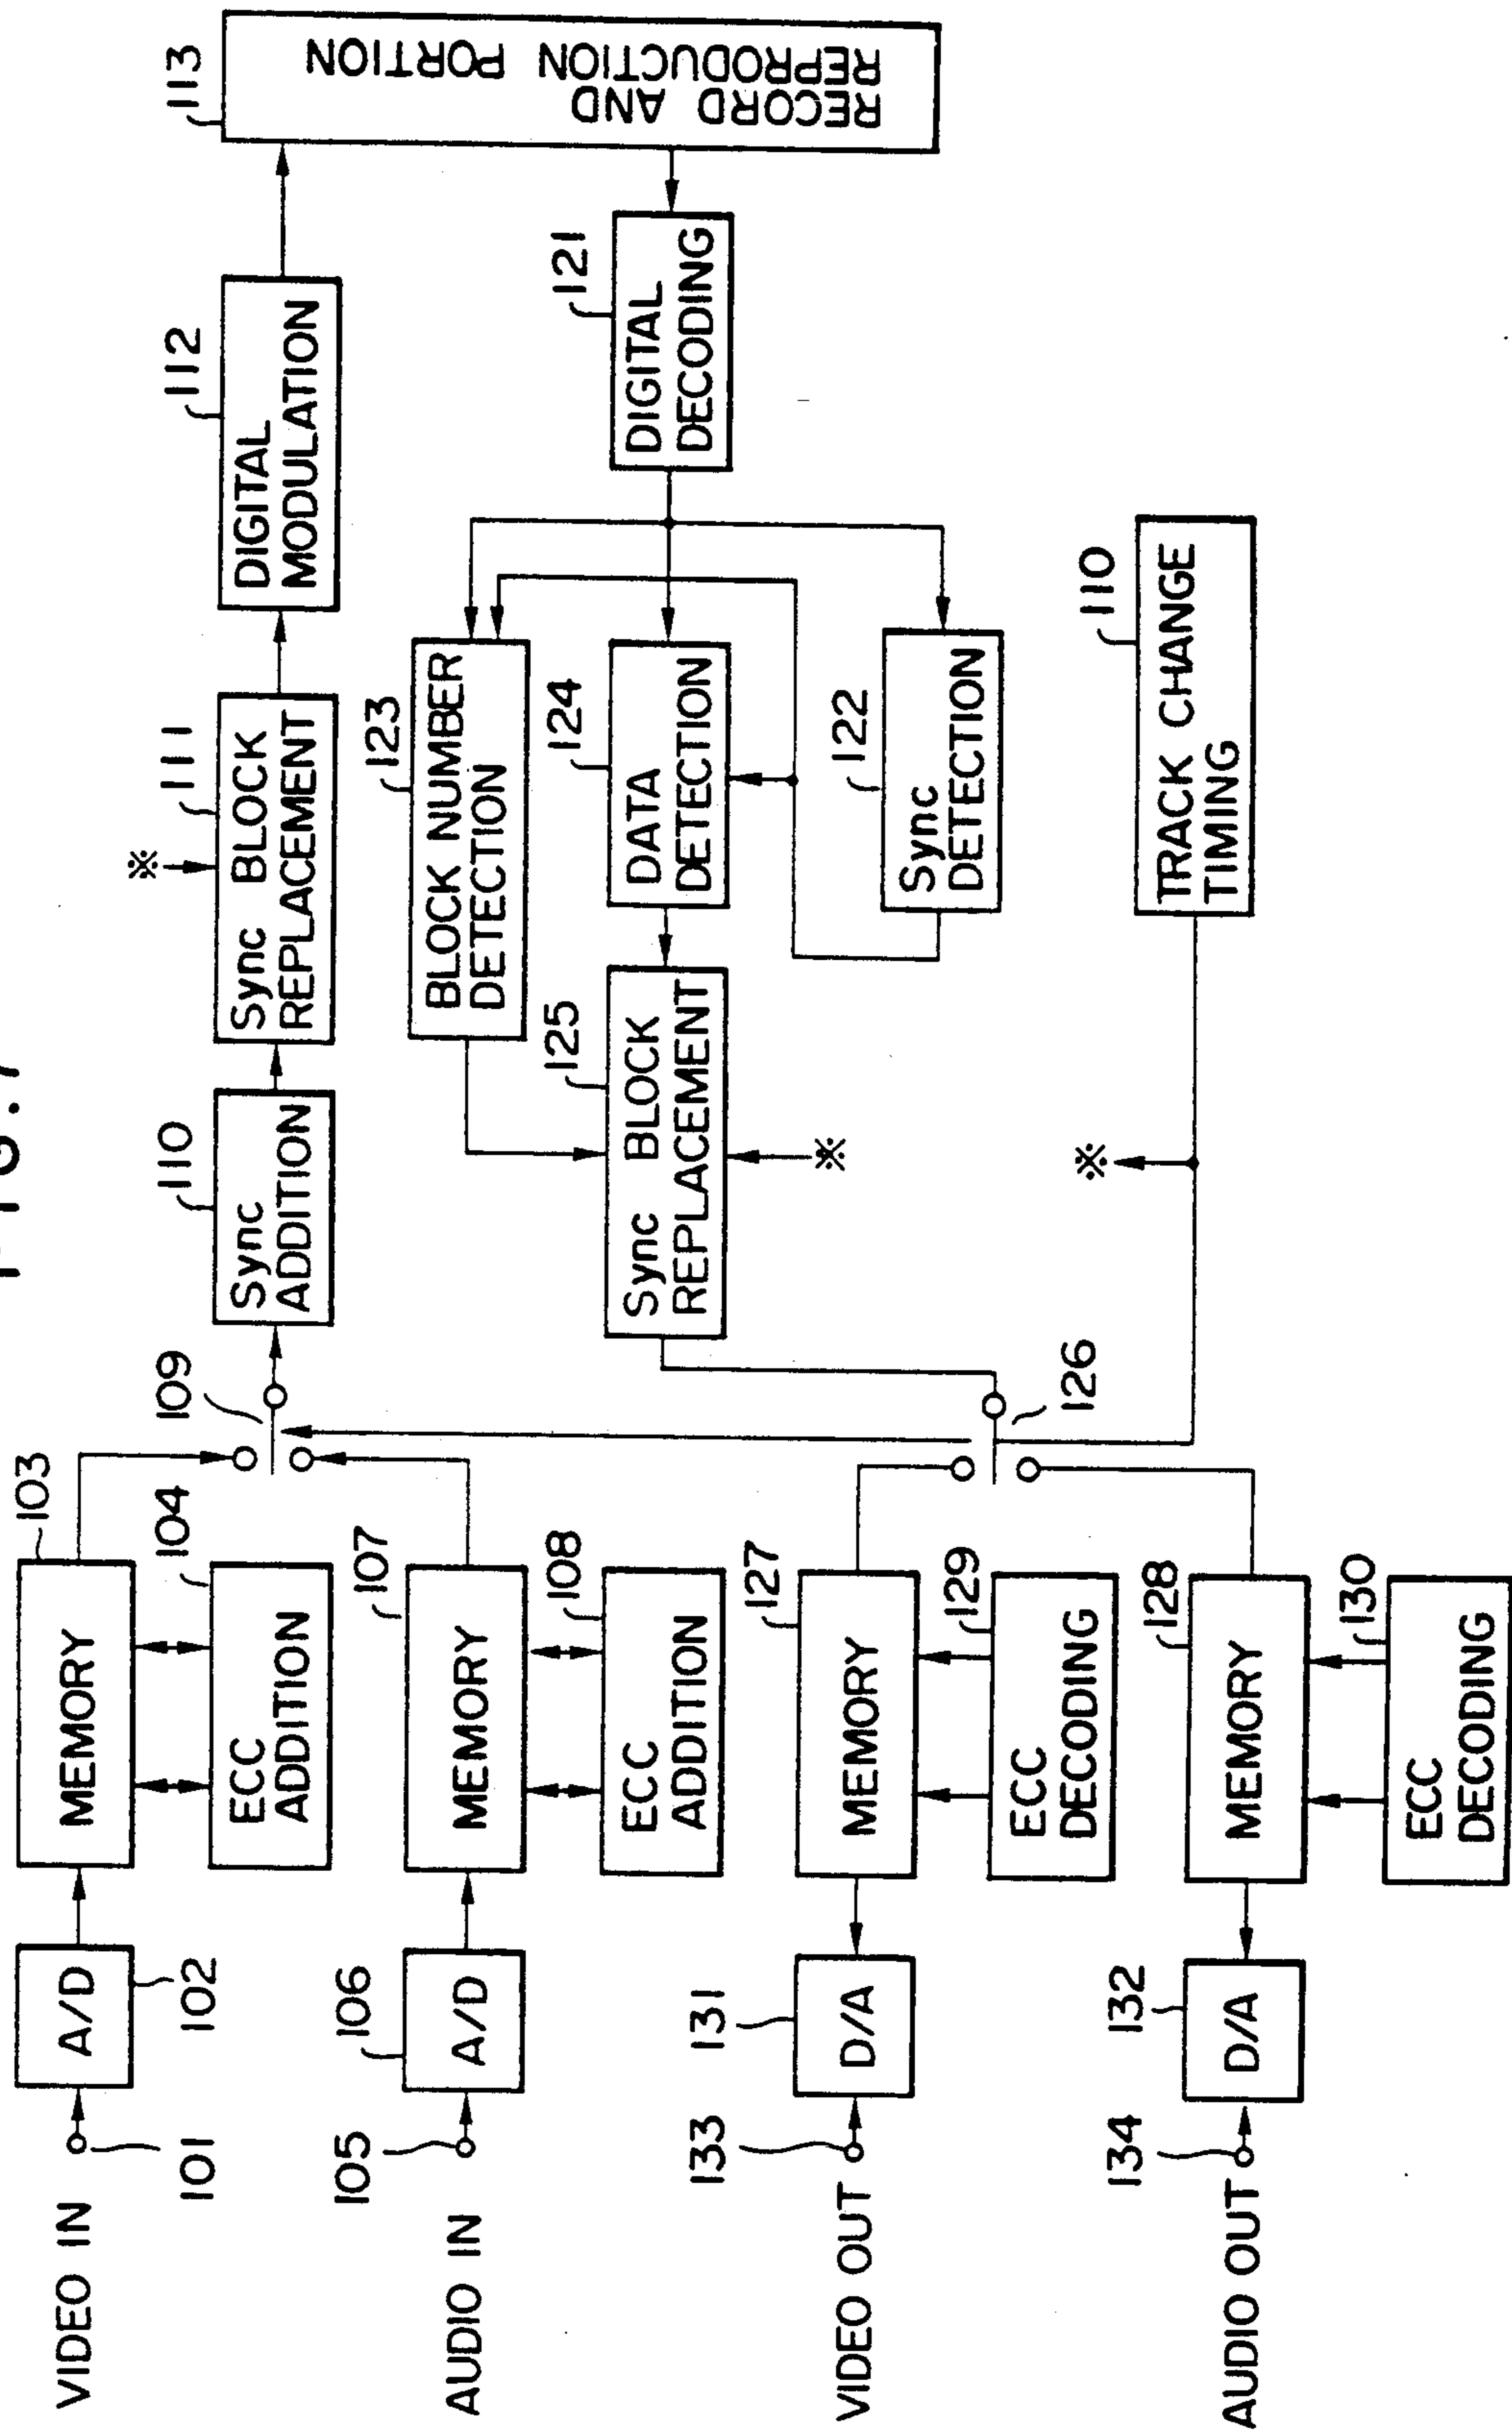 FIG. 7
VIDEO IN
101
A/D
102
MEMORY
103
ECC
ADDITION
104
AUDIO IN
105
A/D
106
MEMORY
107
ECC
ADDITION
108
109
Sync
ADDITION
110
Sync BLOCK
REPLACEMENT
111
※
DIGITAL
MODULATION
112
RECORD AND
REPRODUCTION PORTION
113
DIGITAL
DECODING
121
BLOCK NUMBER
DETECTION
123
DATA
DETECTION
124
Sync
DETECTION
122
Sync BLOCK
REPLACEMENT
125
※
126
TRACK CHANGE
TIMING
110
※
VIDEO OUT
133
D/A
131
MEMORY
127
ECC
DECODING
129
AUDIO OUT
134
D/A
132
MEMORY
128
ECC
DECODING
130